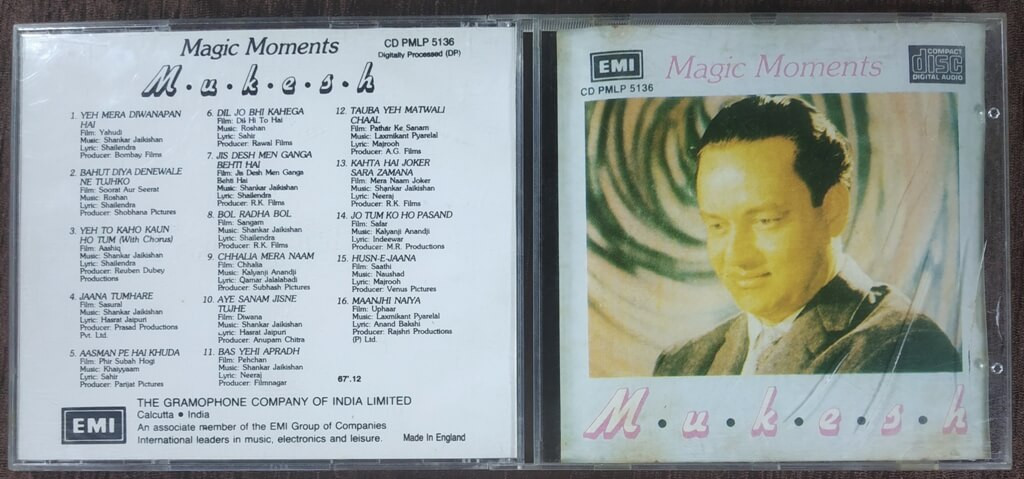 Magic Moments
CD PMLP 5136
Digitally Processed (DP)
M·u·k·e·s·h
1. YEH MERA DIWANAPAN
HAI
Film: Yahudi
Music: Shankar Jaikishan
Lyric: Shailendra
Producer: Bombay Films
2. BAHUT DIYA DENEWALE
NE TUJHKO
Film: Soorat Aur Seerat
Music: Roshan
Lyric: Shailendra
Producer: Shobhana Pictures
3. YEH TO KAHO KAUN
HO TUM (With Chorus)
Film: Aashiq
Music: Shankar Jaikishan
Lyric: Shailendra
Producer: Reuben Dubey
Productions
4. JAANA TUMHARE
Film: Sasural
Music: Shankar Jaikishan
Lyric: Hasrat Jaipuri
Producer: Prasad Productions
Pvt. Ltd.
5. AASMAN PE HAI KHUDA
Film: Phir Subah Hogi
Music: Khaiyyaam
Lyric: Sahir
Producer: Parijat Pictures
6. DIL JO BHI KAHEGA
Film: Dil Hi To Hai
Music: Roshan
Lyric: Sahir
Producer: Rawal Films
7. JIS DESH MEN GANGA
BEHTI HAI
Film: Jis Desh Men Ganga
Behti Hai
Music: Shankar Jaikishan
Lyric: Shailendra
Producer: R.K. Films
8. BOL RADHA BOL
Film: Sangam
Music: Shankar Jaikishan
Lyric: Shailendra
Producer: R.K. Films
9. CHHALIA MERA NAAM
Film: Chhalia
Music: Kalyanji Anandji
Lyric: Qamar Jalalabadi
Producer: Subhash Pictures
10. AYE SANAM JISNE
TUJHE
Film: Diwana
Music: Shankar Jaikishan
Lyric: Hasrat Jaipuri
Producer: Anupam Chitra
11. BAS YEHI APRADH
Film: Pehchan
Music: Shankar Jaikishan
Lyric: Neeraj
Producer: Filmnagar
12. TAUBA YEH MATWALI
CHAAL
Film: Pathar Ke Sanam
Music: Laxmikant Pyarelal
Lyric: Majrooh
Producer: A.G. Films
13. KAHTA HAI JOKER
SARA ZAMANA
Film: Mera Naam Joker
Music: Shankar Jaikishan
Lyric: Neeraj
Producer: R.K. Films
14. JO TUM KO HO PASAND
Film: Safar
Music: Kalyanji Anandji
Lyric: Indeewar
Producer: M.R. Productions
15. HUSN-E-JAANA
Film: Saathi
Music: Naushad
Lyric: Majrooh
Producer: Venus Pictures
16. MAANJHI NAIYA
Film: Uphaar
Music: Laxmikant Pyarelal
Lyric: Anand Bakshi
Producer: Rajshri Productions
(P) Ltd.
67'.12
EMI
THE GRAMOPHONE COMPANY OF INDIA LIMITED
Calcutta • India
An associate member of the EMI Group of Companies
International leaders in music, electronics and leisure.
Made in England
EMI
Magic Moments
COMPACT
disc
DIGITAL AUDIO
CD PMLP 5136
M·u·k·e·s·h